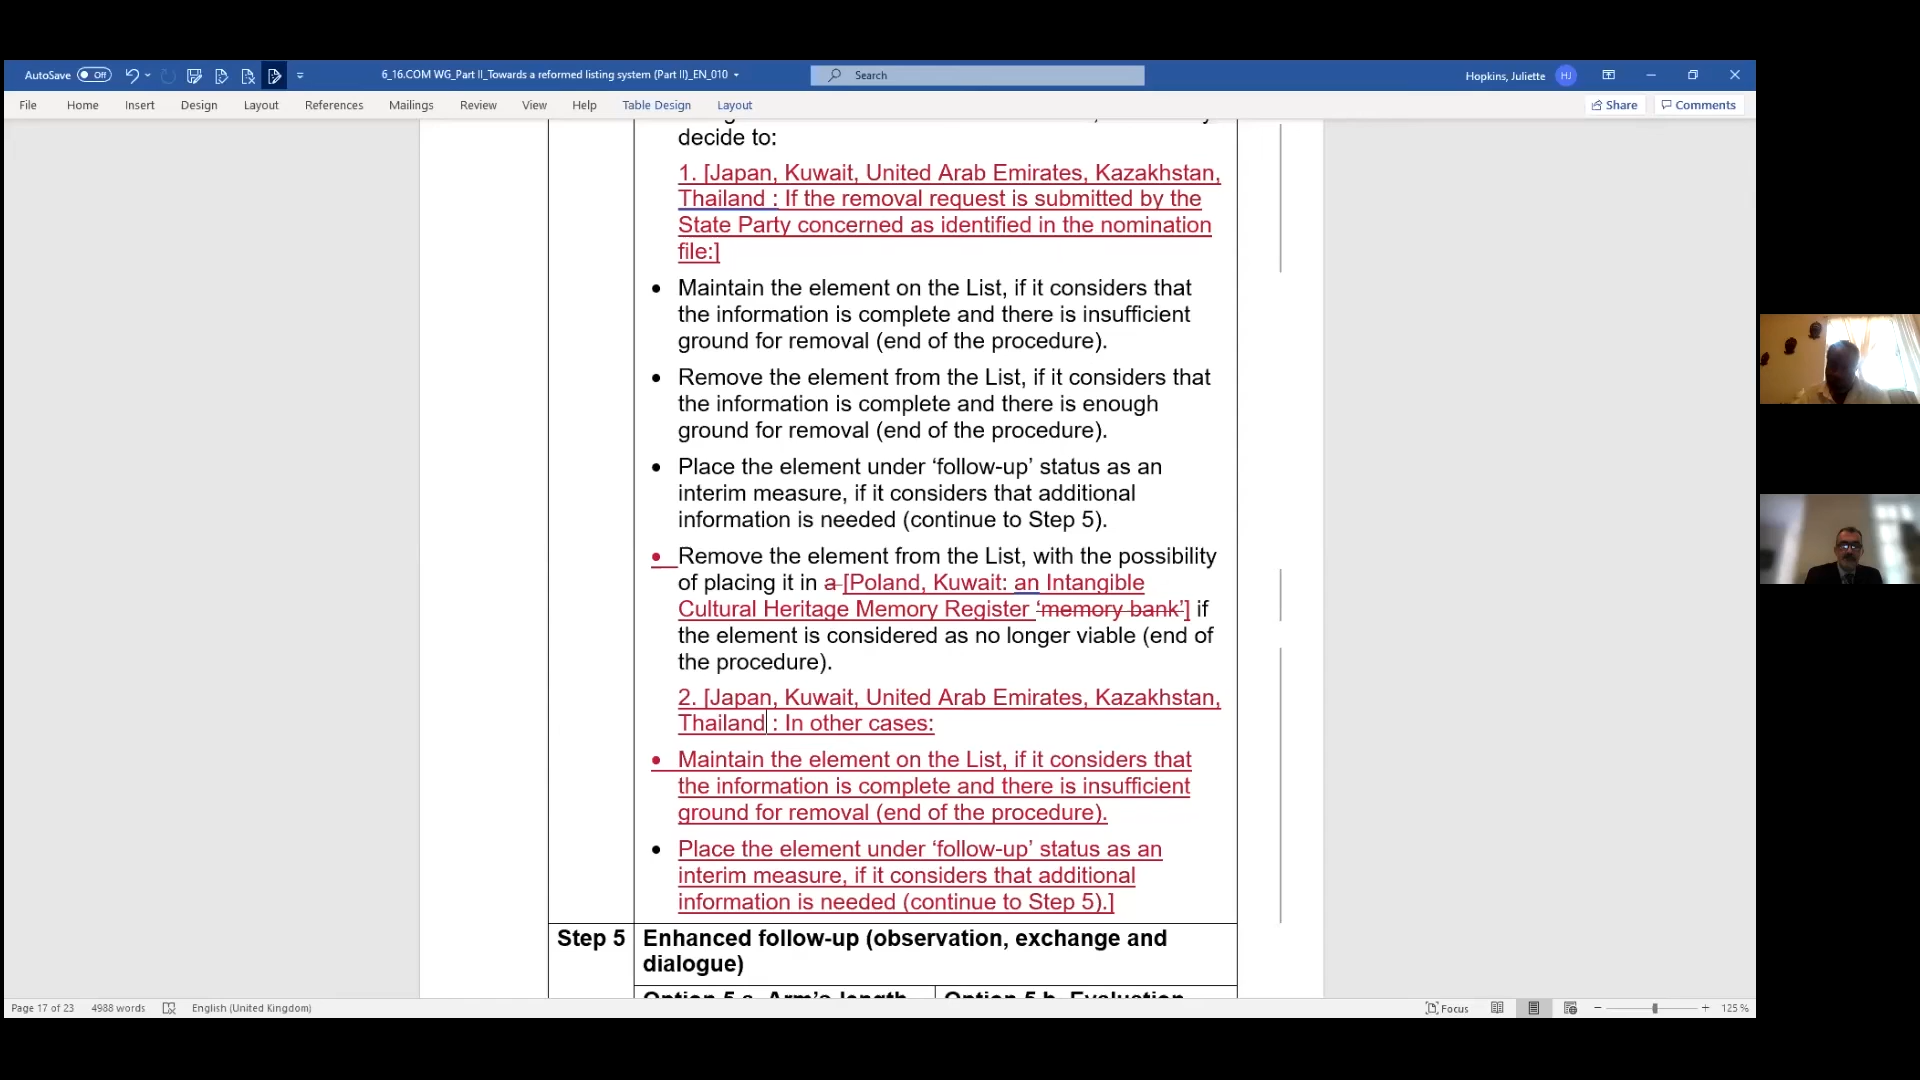 AutoSave Off
6_16.COM WG_Part II_Towards a reformed listing system (Part II)_EN_010
Search
Hopkins, Juliette HJ
File Home Insert Design Layout References Mailings Review View Help Table Design Layout Share Comments
decide to:
1. [Japan, Kuwait, United Arab Emirates, Kazakhstan,
Thailand : If the removal request is submitted by the
State Party concerned as identified in the nomination
file:]
• Maintain the element on the List, if it considers that
the information is complete and there is insufficient
ground for removal (end of the procedure).
• Remove the element from the List, if it considers that
the information is complete and there is enough
ground for removal (end of the procedure).
• Place the element under ‘follow-up’ status as an
interim measure, if it considers that additional
information is needed (continue to Step 5).
• Remove the element from the List, with the possibility
of placing it in a [Poland, Kuwait: an Intangible
Cultural Heritage Memory Register ‘memory bank’] if
the element is considered as no longer viable (end of
the procedure).
2. [Japan, Kuwait, United Arab Emirates, Kazakhstan,
Thailand : In other cases:
• Maintain the element on the List, if it considers that
the information is complete and there is insufficient
ground for removal (end of the procedure).
• Place the element under ‘follow-up’ status as an
interim measure, if it considers that additional
information is needed (continue to Step 5).]
Step 5 Enhanced follow-up (observation, exchange and
dialogue)
Option 5.a. Arm’s length Option 5.b. Evaluation
Page 17 of 23 4988 words English (United Kingdom) Focus 125 %